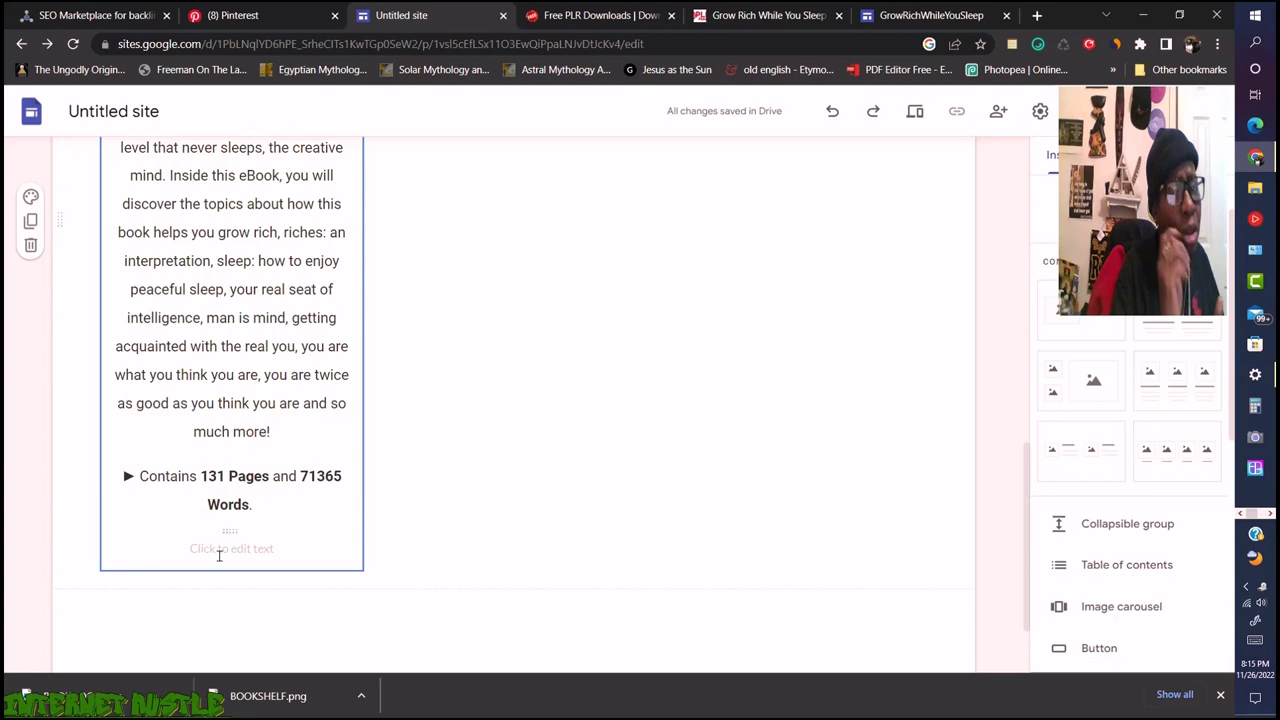 SEO Marketplace for backli
(8) Pinterest
Untitled site
Free PLR Downloads | Dow
Grow Rich While You Sleep
GrowRichWhileYouSleep
sites.google.com/d/1PbLNqlYD6hPE_SrheCITs1KwTGp0SeW2/p/1vsl5cEfLSx11O3EwQiPpaLNJvDtJcKv4/edit
The Ungodly Origin...
Freeman On The La...
Egyptian Mytholog...
Solar Mythology an...
Astral Mythology A...
Jesus as the Sun
old english - Etymo...
PDF Editor Free - E...
Photopea | Online...
»
Other bookmarks
Untitled site
All changes saved in Drive
level that never sleeps, the creative
mind. Inside this eBook, you will
discover the topics about how this
book helps you grow rich, riches: an
interpretation, sleep: how to enjoy
peaceful sleep, your real seat of
intelligence, man is mind, getting
acquainted with the real you, you are
what you think you are, you are twice
as good as you think you are and so
much more!
► Contains 131 Pages and 71365
Words.
Click to edit text
Collapsible group
Table of contents
Image carousel
Button
99+
8:15 PM
11/26/2022
BOOKSHELF.png
Show all
INTERNET HUSTLE